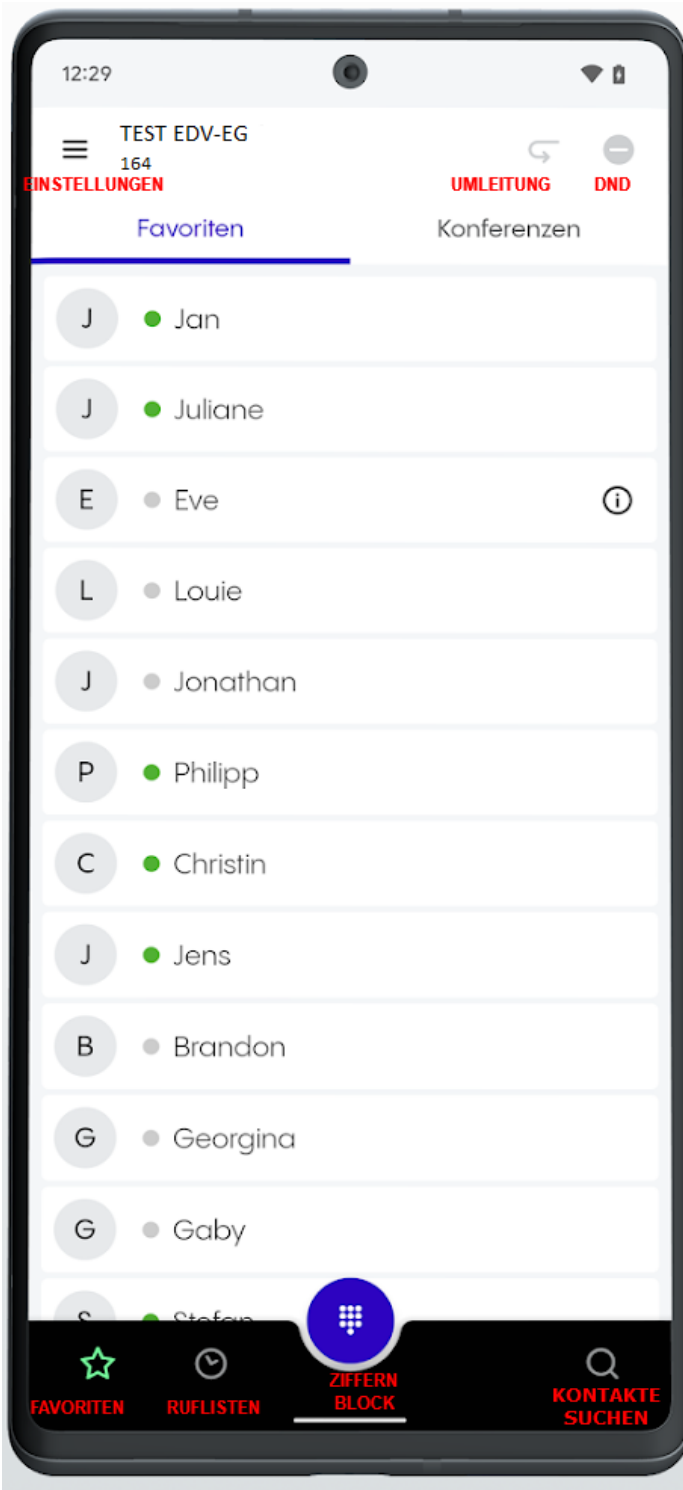 12:29
TEST EDV-EG
164
EINSTELLUNGEN
UMLEITUNG
DND
Favoriten
Konferenzen
J Jan
J Juliane
E Eve
L Louie
J Jonathan
P Philipp
C Christin
J Jens
B Brandon
G Georgina
G Gaby
S Stefan
FAVORITEN
RUFLISTEN
ZIFFERN
BLOCK
KONTAKTE
SUCHEN